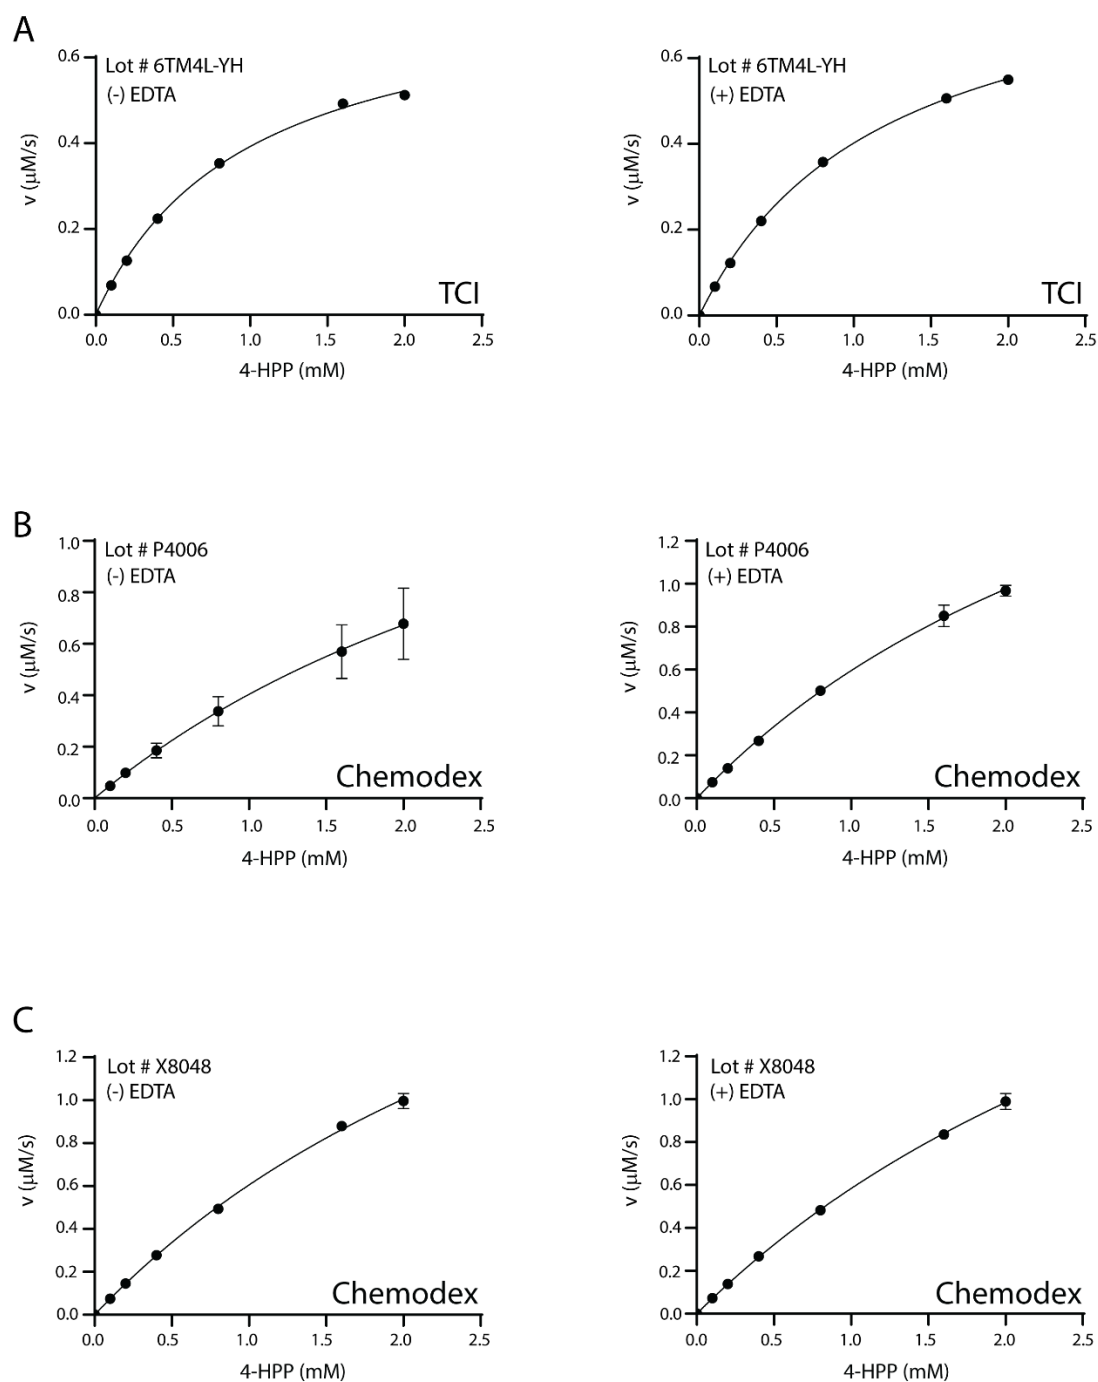 A
Lot # 6TM4L-YH
(-) EDTA
0.6
0.4
0.2
0.0
v (µM/s)
TCI
0.0 0.5 1.0 1.5 2.0 2.5
4-HPP (mM)
Lot # 6TM4L-YH
(+) EDTA
0.6
0.4
0.2
0.0
v (µM/s)
TCI
0.0 0.5 1.0 1.5 2.0 2.5
4-HPP (mM)
B
Lot # P4006
(-) EDTA
1.0
0.8
0.6
0.4
0.2
0.0
v (µM/s)
Chemodex
0.0 0.5 1.0 1.5 2.0 2.5
4-HPP (mM)
Lot # P4006
(+) EDTA
1.2
1.0
0.8
0.6
0.4
0.2
0.0
v (µM/s)
Chemodex
0.0 0.5 1.0 1.5 2.0 2.5
4-HPP (mM)
C
Lot # X8048
(-) EDTA
1.2
1.0
0.8
0.6
0.4
0.2
0.0
v (µM/s)
Chemodex
0.0 0.5 1.0 1.5 2.0 2.5
4-HPP (mM)
Lot # X8048
(+) EDTA
1.2
1.0
0.8
0.6
0.4
0.2
0.0
v (µM/s)
Chemodex
0.0 0.5 1.0 1.5 2.0 2.5
4-HPP (mM)